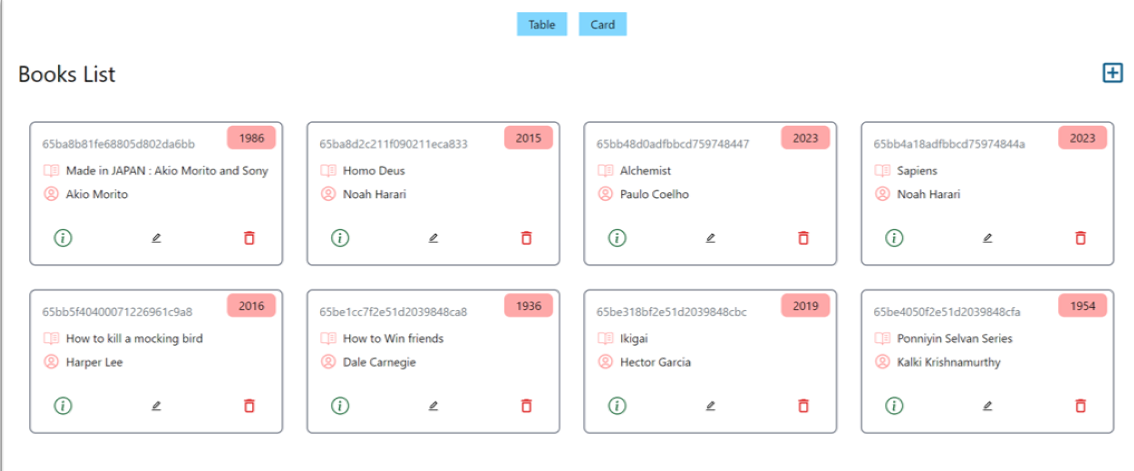 Table
Card
Books List
65ba8b81fe68805d802da6bb
1986
Made in JAPAN : Akio Morito and Sony
Akio Morito
65ba8d2c211f090211eca833
2015
Homo Deus
Noah Harari
65bb48d0adfbbcd759748447
2023
Alchemist
Paulo Coelho
65bb4a18adfbbcd75974844a
2023
Sapiens
Noah Harari
65bb5f40400071226961c9a8
2016
How to kill a mocking bird
Harper Lee
65be1cc7f2e51d2039848ca8
1936
How to Win friends
Dale Carnegie
65be318bf2e51d2039848cbc
2019
Ikigai
Hector Garcia
65be4050f2e51d2039848cfa
1954
Ponniyin Selvan Series
Kalki Krishnamurthy